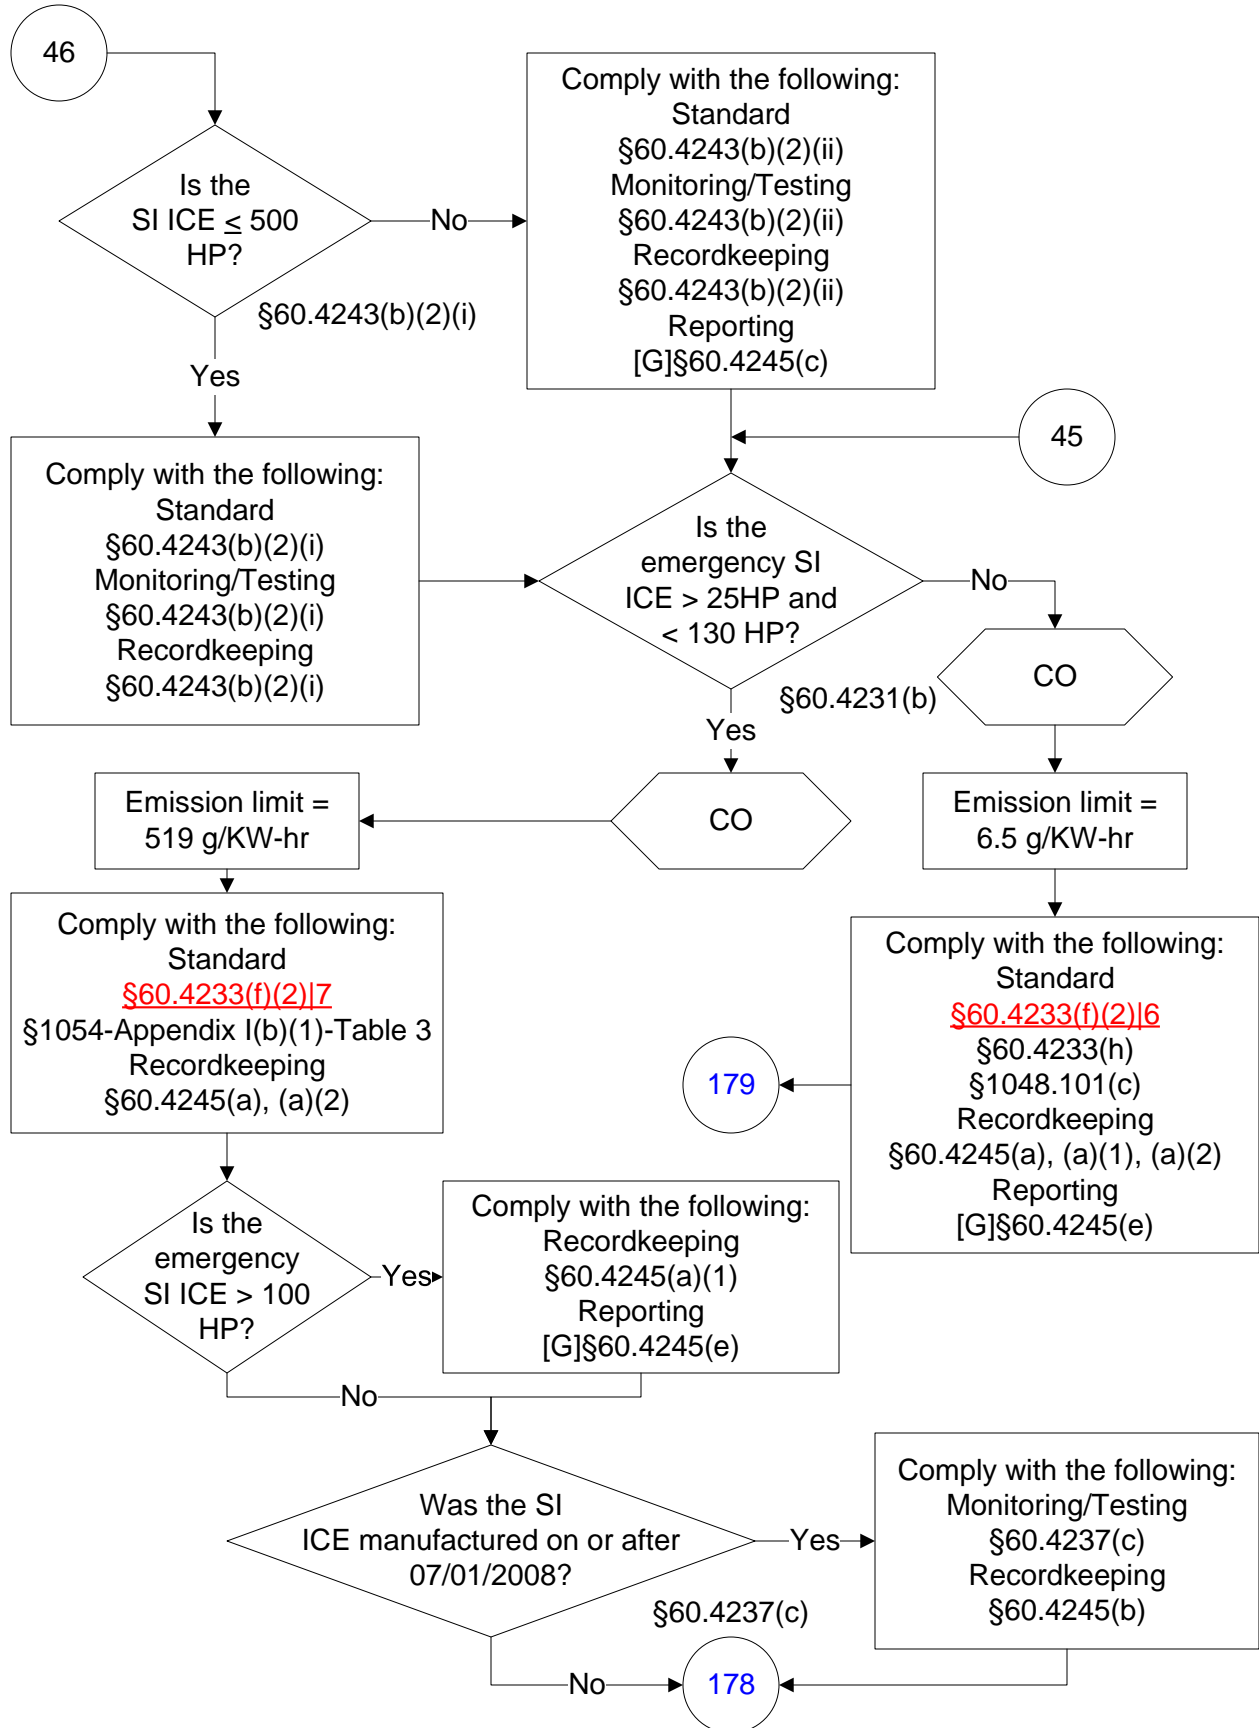 46
Is the
SI ICE ≤ 500
HP?
No
§60.4243(b)(2)(i)
Yes
Comply with the following:
Standard
§60.4243(b)(2)(ii)
Monitoring/Testing
§60.4243(b)(2)(ii)
Recordkeeping
§60.4243(b)(2)(ii)
Reporting
[G]§60.4245(c)
45
Comply with the following:
Standard
§60.4243(b)(2)(i)
Monitoring/Testing
§60.4243(b)(2)(i)
Recordkeeping
§60.4243(b)(2)(i)
Is the
emergency SI
ICE > 25HP and
< 130 HP?
No
§60.4231(b)
Yes
CO
CO
Emission limit =
519 g/KW-hr
Emission limit =
6.5 g/KW-hr
Comply with the following:
Standard
§60.4233(f)(2)|7
§1054-Appendix I(b)(1)-Table 3
Recordkeeping
§60.4245(a), (a)(2)
Comply with the following:
Standard
§60.4233(f)(2)|6
§60.4233(h)
§1048.101(c)
Recordkeeping
§60.4245(a), (a)(1), (a)(2)
Reporting
[G]§60.4245(e)
179
Is the
emergency
SI ICE > 100
HP?
Yes
Comply with the following:
Recordkeeping
§60.4245(a)(1)
Reporting
[G]§60.4245(e)
No
Was the SI
ICE manufactured on or after
07/01/2008?
Yes
§60.4237(c)
Comply with the following:
Monitoring/Testing
§60.4237(c)
Recordkeeping
§60.4245(b)
No
178